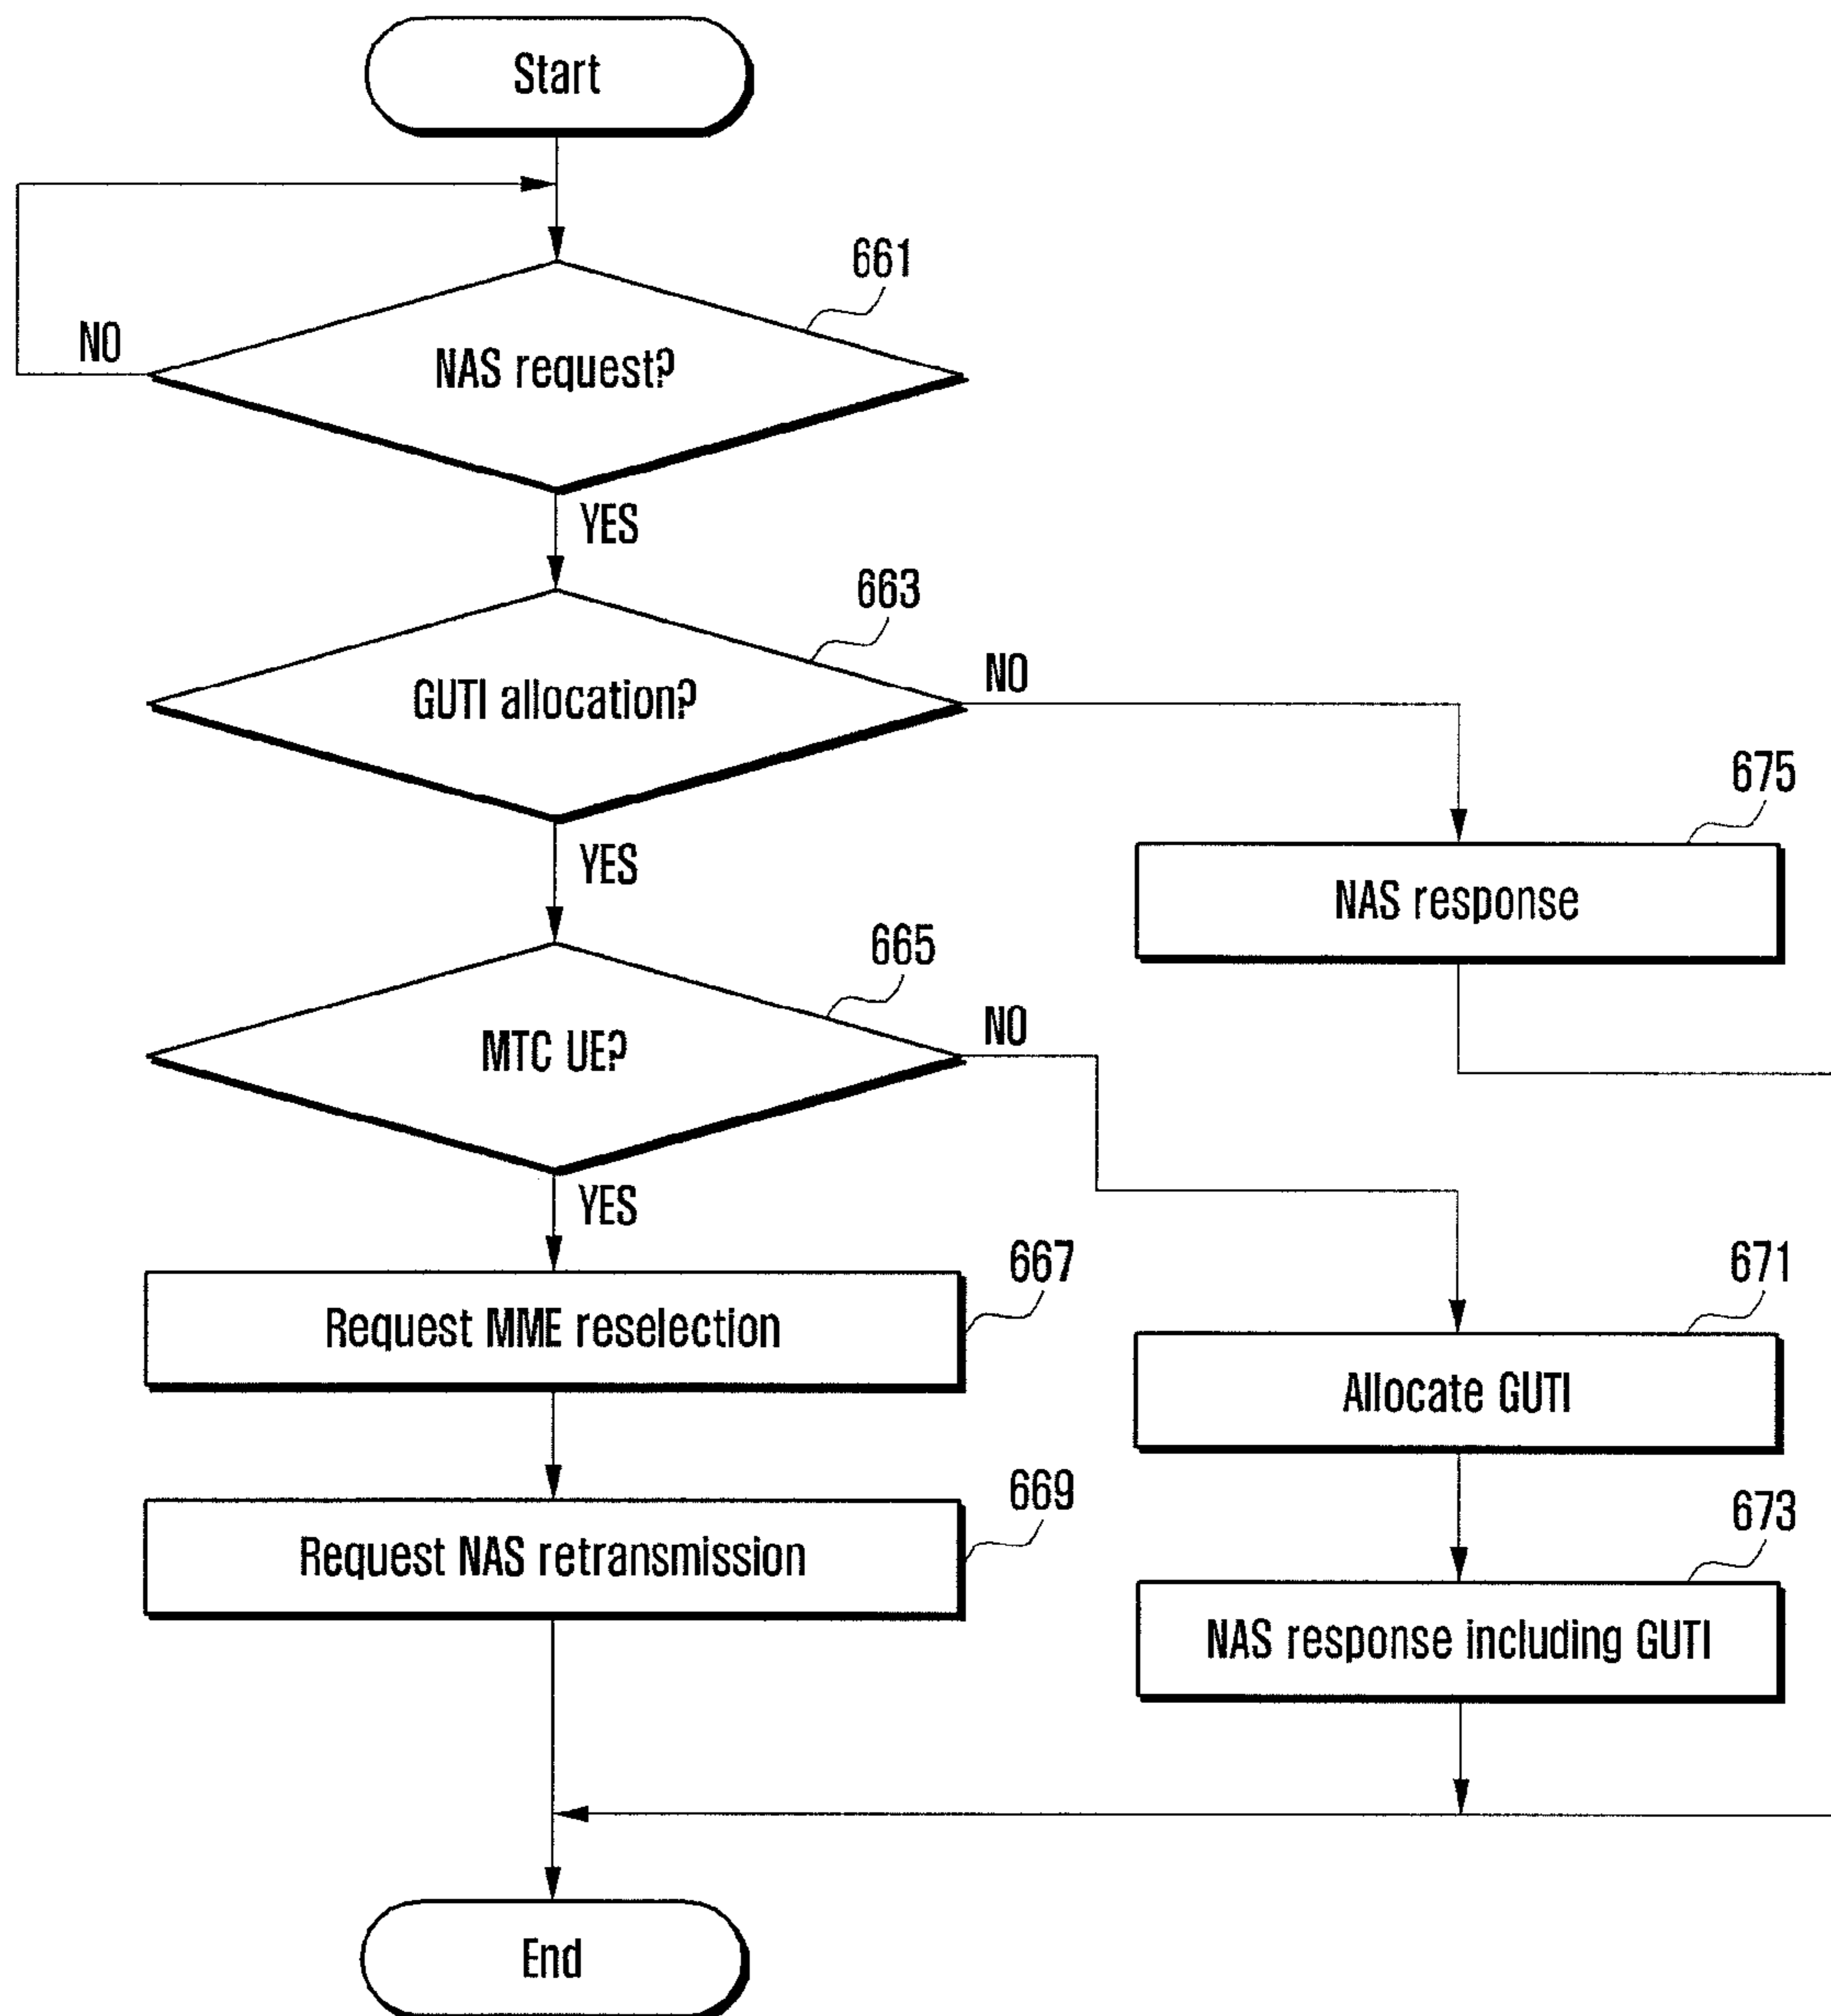 Start
661
NO
NAS request?
YES
663
GUTI allocation?
NO
675
YES
NAS response
665
MTC UE?
NO
YES
667
671
Request MME reselection
Allocate GUTI
669
673
Request NAS retransmission
NAS response including GUTI
End